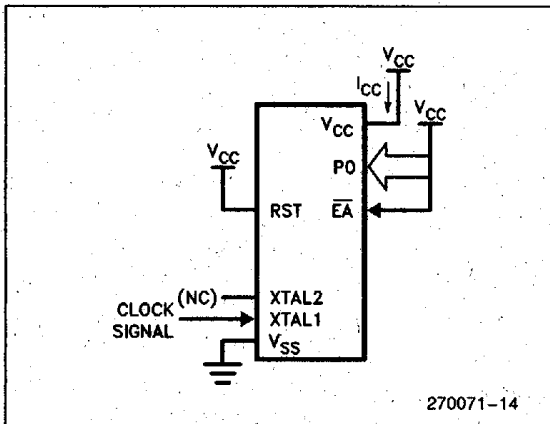 VCC
ICC
VCC
VCC
VCC
P0
RST
EA
(NC)
XTAL2
CLOCK SIGNAL
XTAL1
VSS
270071-14